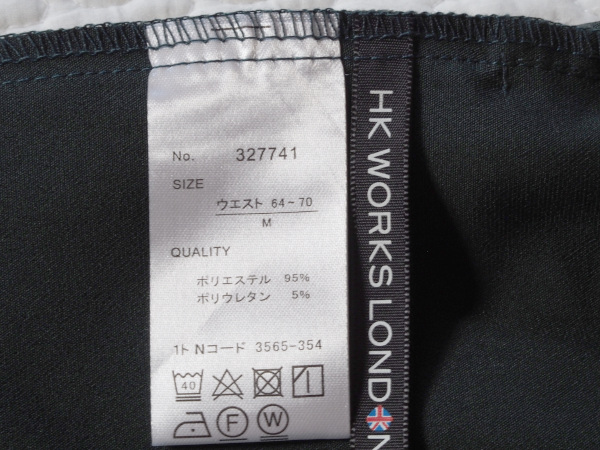 No. 327741
SIZE
ウエスト 64~70
M
QUALITY
ポリエステル 95%
ポリウレタン 5%
1ト Nコード 3565-354
40
F W
HK WORKS LONDON